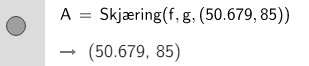 A = Skjæring(f, g, (50.679, 85))
→ (50.679, 85)